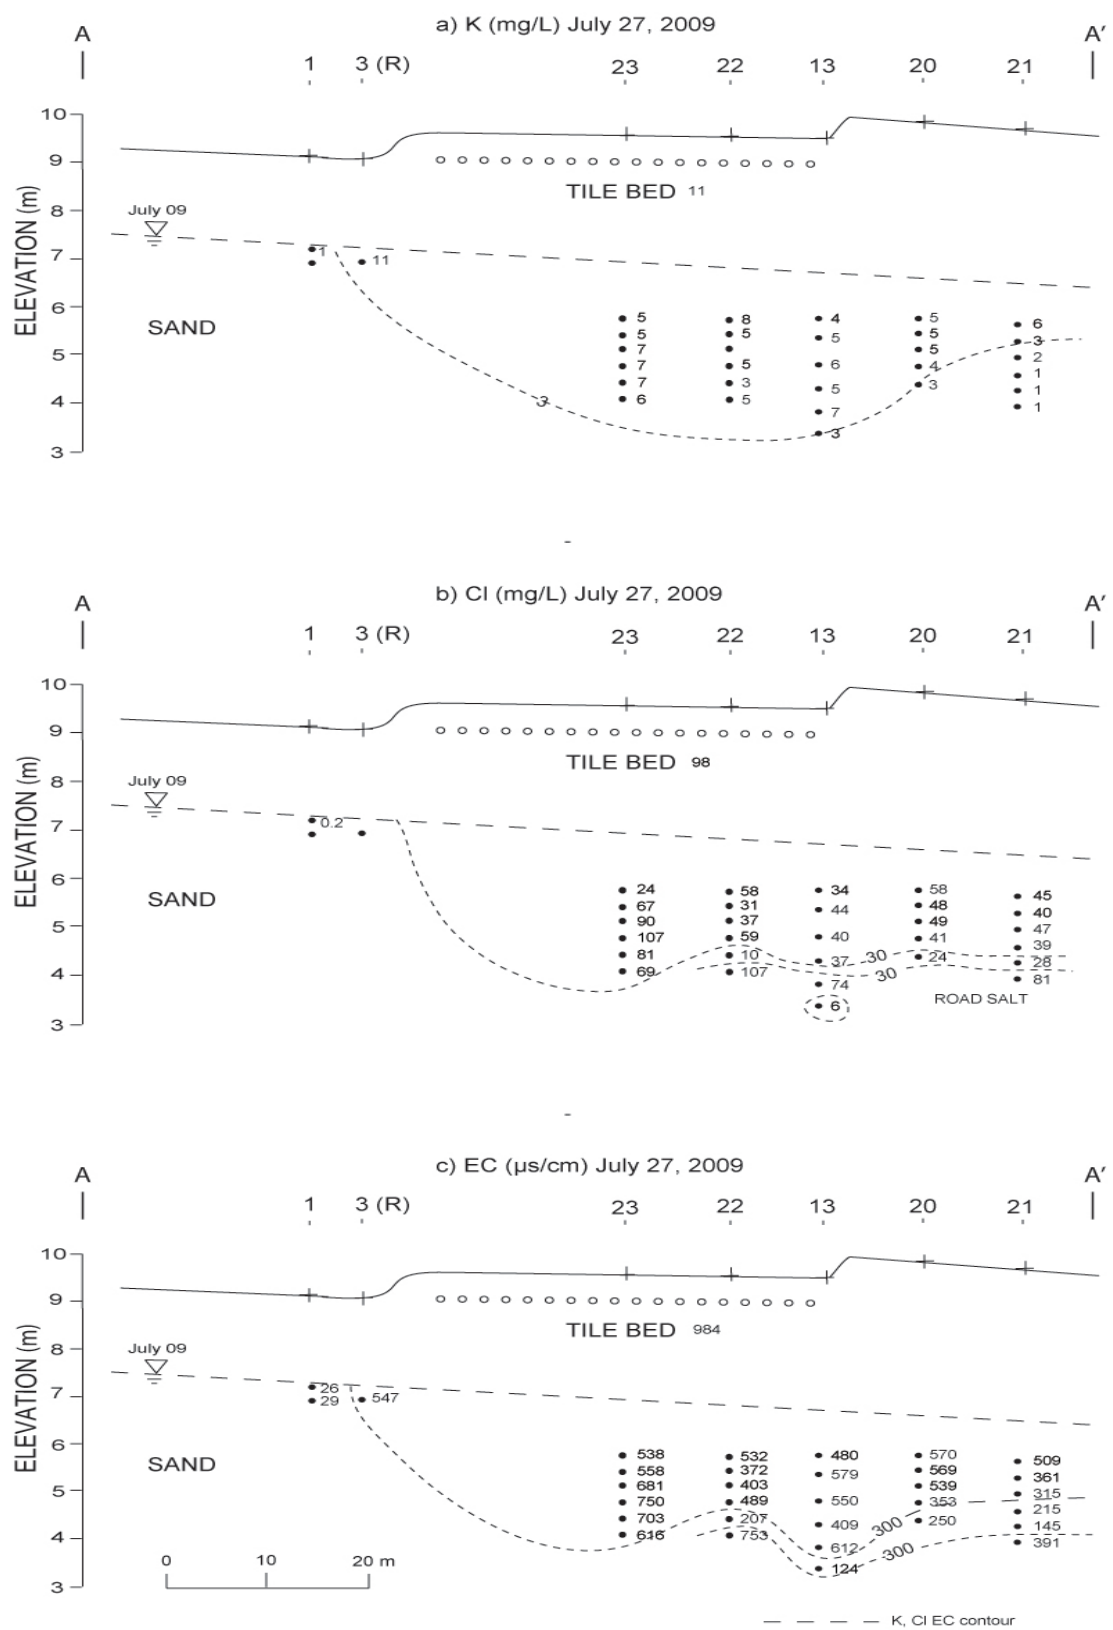 a) K (mg/L) July 27, 2009
A A′
1 3 (R) 23 22 13 20 21
10
9
TILE BED 11
8
July 09
7
1 11
6
SAND
5
4
3
ELEVATION (m)
5 8 4 5 6
5 5 5 5 3
7 6 5 2
7 5 5 4 1
7 3 7 3 1
6 5 3 1
3
-
b) Cl (mg/L) July 27, 2009
A A′
1 3 (R) 23 22 13 20 21
10
9
TILE BED 98
8
July 09
7
0.2
6
SAND
5
4
3
ELEVATION (m)
24 58 34 58 45
67 31 44 48 40
90 37 40 49 47
107 59 37 41 39
81 10 74 24 28
69 107 6 81
30
30
ROAD SALT
-
c) EC (µs/cm) July 27, 2009
A A′
1 3 (R) 23 22 13 20 21
10
9
TILE BED 984
8
July 09
7
26 547
29
6
SAND
5
4
3
ELEVATION (m)
538 532 480 570 509
558 372 579 569 361
681 403 550 539 315
750 489 409 353 215
703 207 612 250 145
616 753 124 391
300
300
0 10 20 m
K, Cl EC contour